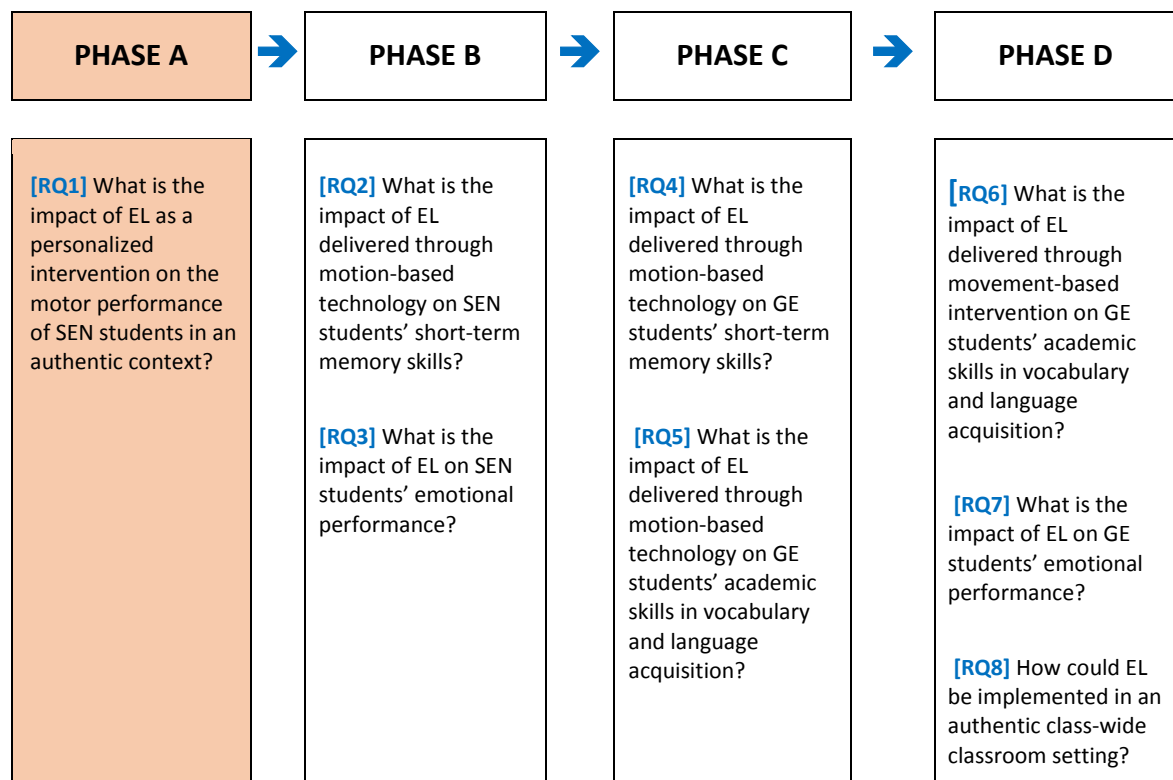 PHASE A
PHASE B
PHASE C
PHASE D
[RQ1] What is the
impact of EL as a
personalized
intervention on the
motor performance
of SEN students in an
authentic context?
[RQ2] What is the
impact of EL
delivered through
motion-based
technology on SEN
students’ short-term
memory skills?
[RQ3] What is the
impact of EL on SEN
students’ emotional
performance?
[RQ4] What is the
impact of EL
delivered through
motion-based
technology on GE
students’ short-term
memory skills?
[RQ5] What is the
impact of EL
delivered through
motion-based
technology on GE
students’ academic
skills in vocabulary
and language
acquisition?
[RQ6] What is the
impact of EL
delivered through
movement-based
intervention on GE
students’ academic
skills in vocabulary
and language
acquisition?
[RQ7] What is the
impact of EL on GE
students’ emotional
performance?
[RQ8] How could EL
be implemented in an
authentic class-wide
classroom setting?